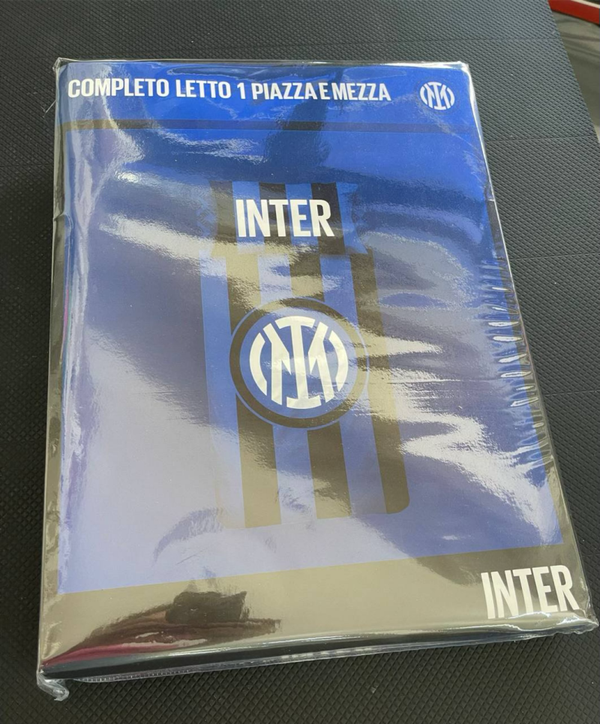 COMPLETO LETTO 1 PIAZZA E MEZZA
INTER
INTER